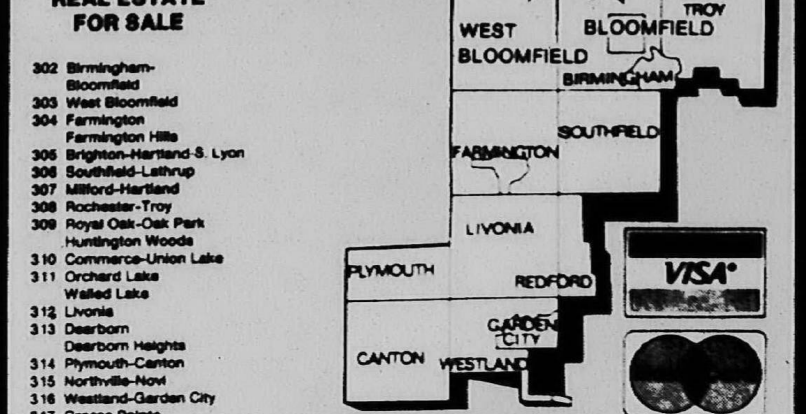 REAL ESTATE
FOR SALE
302 Birmingham-
Bloomfield
303 West Bloomfield
304 Farmington
Farmington Hills
305 Brighton-Hartland-S. Lyon
306 Southfield-Lathrup
307 Milford-Hartland
308 Rochester-Troy
309 Royal Oak-Oak Park
Huntington Woods
310 Commerce-Union Lake
311 Orchard Lake
Walled Lake
312 Livonia
313 Dearborn
Dearborn Heights
314 Plymouth-Canton
315 Northville-Novi
316 Westland-Garden City
TROY
WEST
BLOOMFIELD
BLOOMFIELD
BIRMINGHAM
SOUTHFIELD
FARMINGTON
LIVONIA
PLYMOUTH
REDFORD
GARDEN
CITY
CANTON
WESTLAND
VISA®